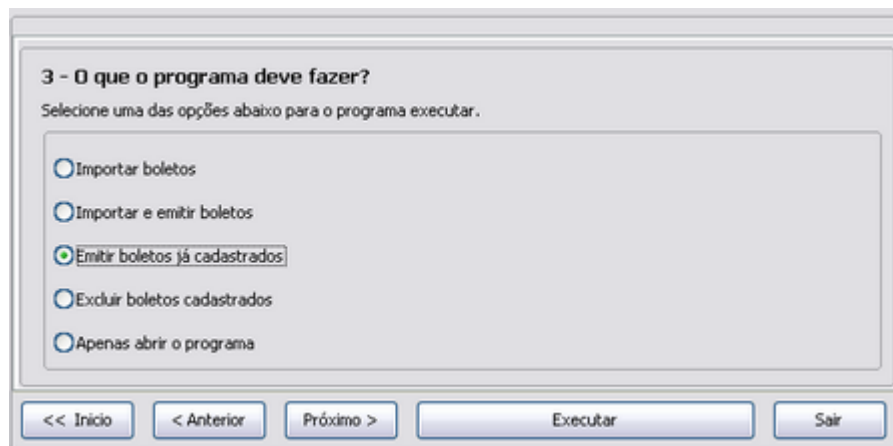 3 - O que o programa deve fazer?
Selecione uma das opções abaixo para o programa executar.
Importar boletos
Importar e emitir boletos
Emitir boletos já cadastrados
Excluir boletos cadastrados
Apenas abrir o programa
<< Inicio
< Anterior
Próximo >
Executar
Sair